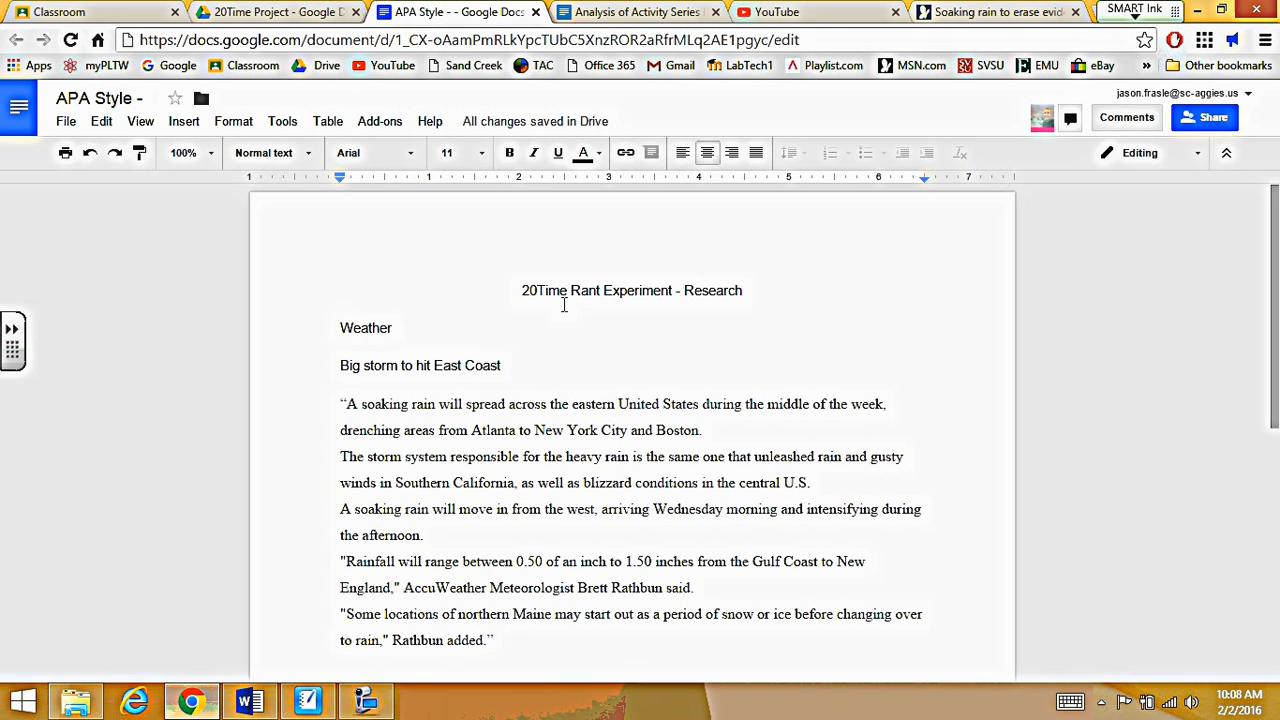 Classroom
20Time Project - Google D
APA Style - - Google Docs
Analysis of Activity Series
YouTube
Soaking rain to erase evid
SMART Ink
https://docs.google.com/document/d/1_CX-oAamPmRLkYpcTUbC5XnzROR2aRfrMLq2AE1pgyc/edit
Apps
myPLTW
Google
Classroom
Drive
YouTube
Sand Creek
TAC
Office 365
Gmail
LabTech1
Playlist.com
MSN.com
SVSU
EMU
eBay
»
Other bookmarks
APA Style -
jason.frasle@sc-aggies.us
File Edit View Insert Format Tools Table Add-ons Help All changes saved in Drive
Comments
Share
100% Normal text Arial 11 B I U A Editing
1 1 2 3 4 5 6 7
20Time Rant Experiment - Research
Weather
Big storm to hit East Coast
“A soaking rain will spread across the eastern United States during the middle of the week,
drenching areas from Atlanta to New York City and Boston.
The storm system responsible for the heavy rain is the same one that unleashed rain and gusty
winds in Southern California, as well as blizzard conditions in the central U.S.
A soaking rain will move in from the west, arriving Wednesday morning and intensifying during
the afternoon.
"Rainfall will range between 0.50 of an inch to 1.50 inches from the Gulf Coast to New
England," AccuWeather Meteorologist Brett Rathbun said.
"Some locations of northern Maine may start out as a period of snow or ice before changing over
to rain," Rathbun added.”
10:08 AM
2/2/2016